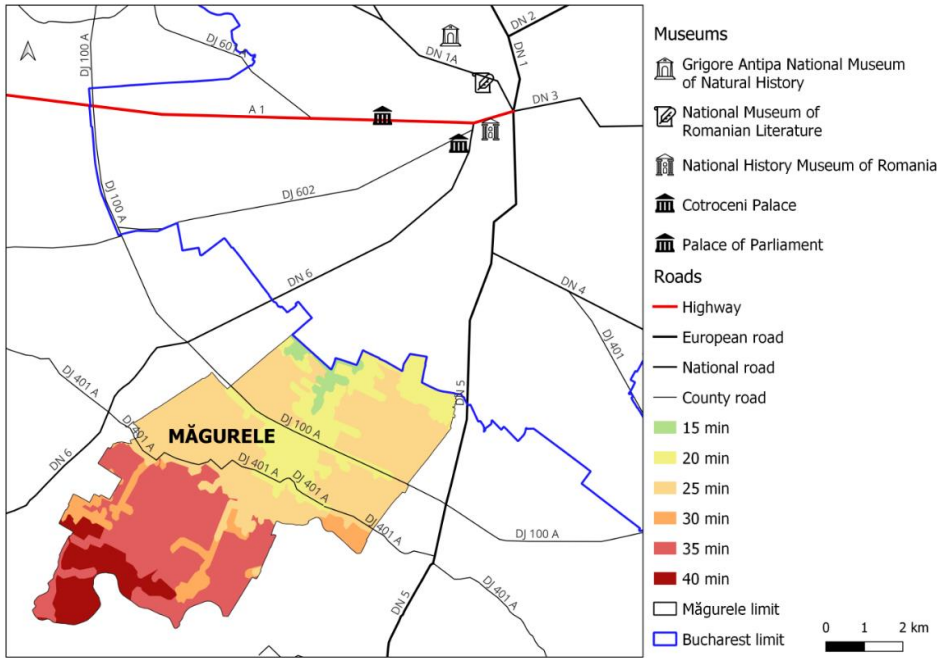 DJ 100 A
DJ 601 A
DN 1A
DN 2
DN 1
DN 3
A 1
DJ 602
DJ 100 A
DN 6
DN 4
DJ 401
DN 5
DJ 401 A
DJ 401 A
MĂGURELE
DJ 100 A
DN 6
DJ 401 A
DJ 401 A
DJ 401 A
DJ 100 A
DN 5
DJ 401 A
Museums
Grigore Antipa National Museum
of Natural History
National Museum of
Romanian Literature
National History Museum of Romania
Cotroceni Palace
Palace of Parliament
Roads
Highway
European road
National road
County road
15 min
20 min
25 min
30 min
35 min
40 min
Măgurele limit
Bucharest limit
0 1 2 km